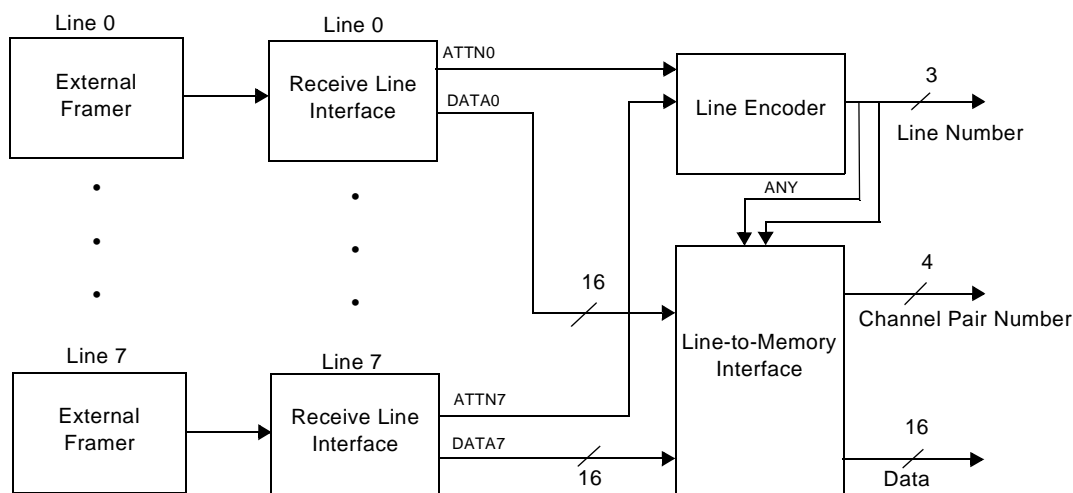 Line 0
Line 0
External
Framer
Receive Line
Interface
ATTN0
DATA0
Line Encoder
3
Line Number
ANY
16
Line-to-Memory
Interface
4
Channel Pair Number
Line 7
Line 7
External
Framer
Receive Line
Interface
ATTN7
DATA7
16
16
Data